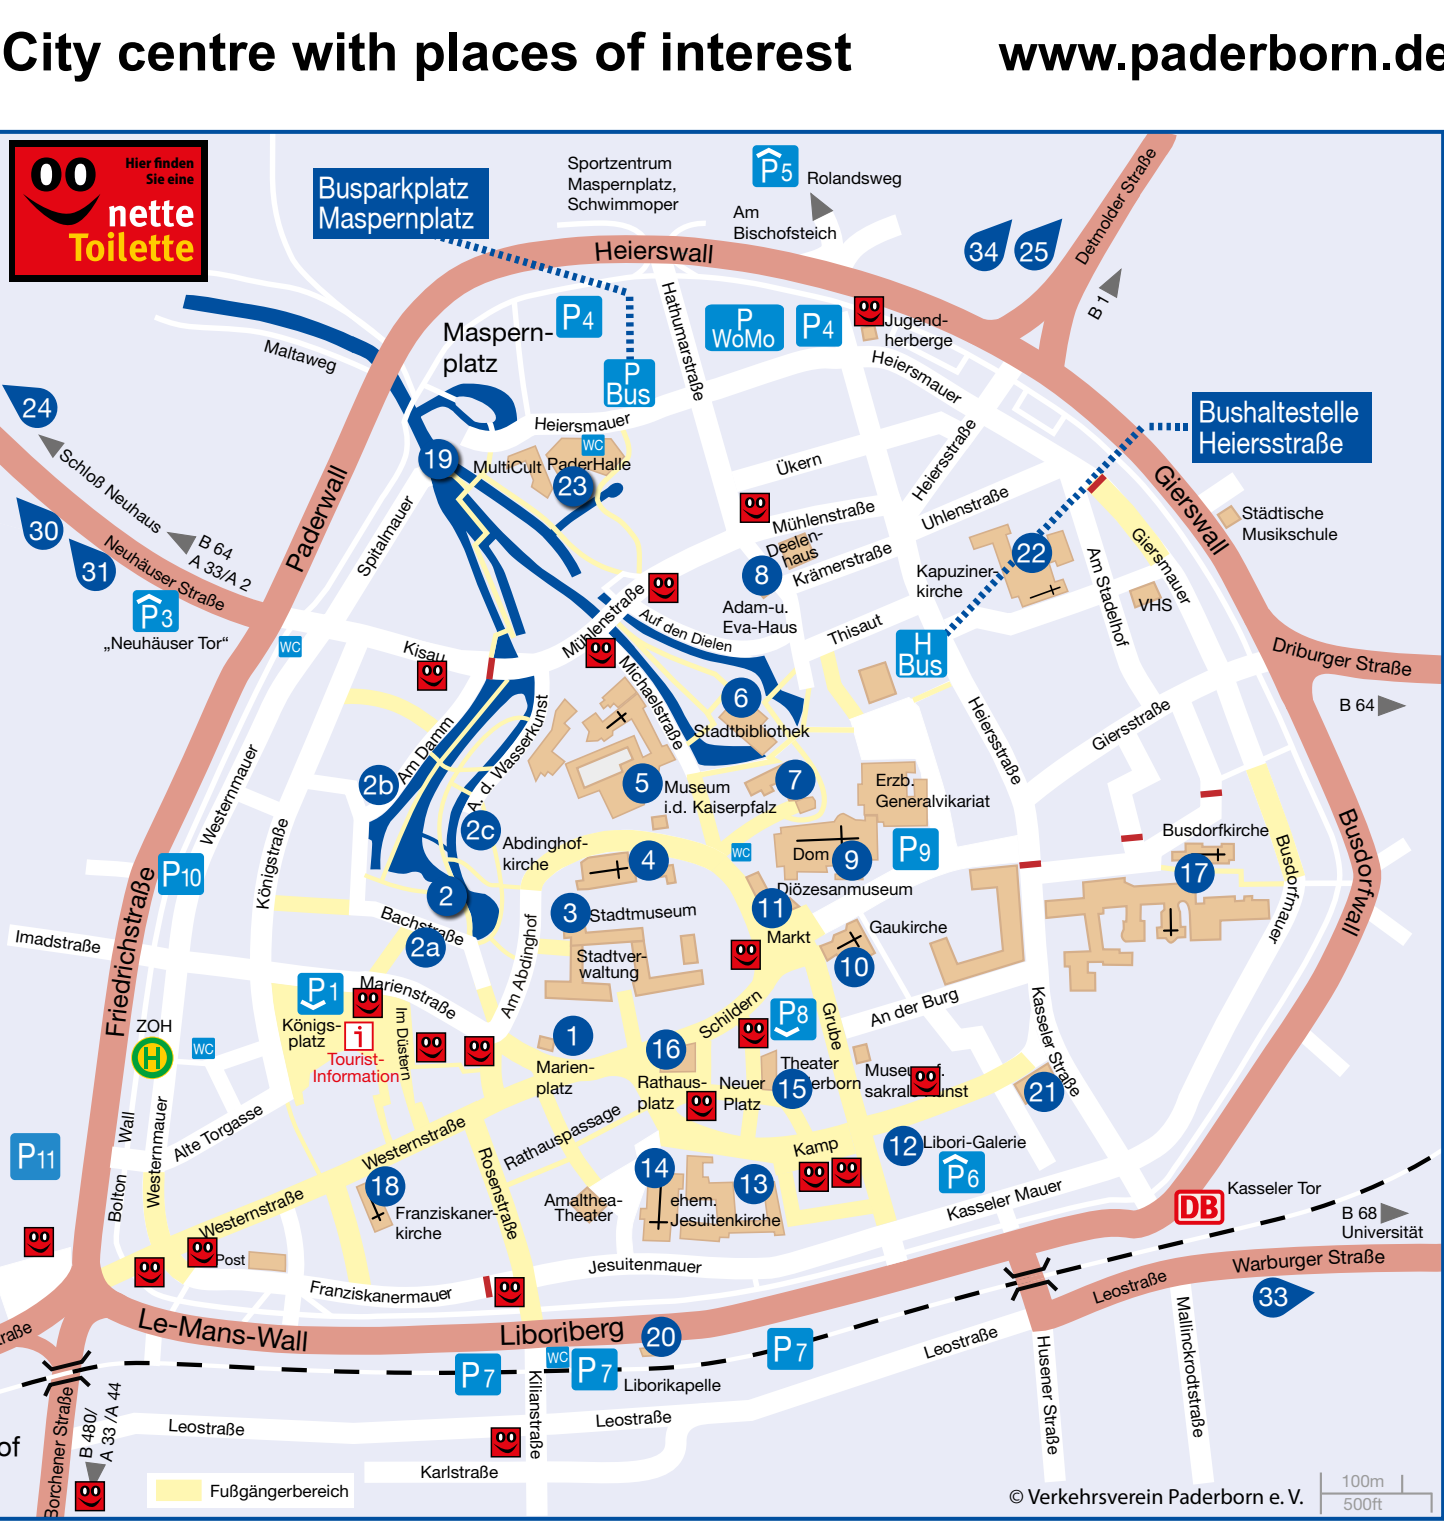 City centre with places of interest
www.paderborn.de
Hier finden
Sie eine
nette
Toilette
Busparkplatz
Maspernplatz
Sportzentrum
Maspernplatz,
Schwimmoper
P5
Rolandsweg
Am
Bischofsteich
Heierswall
34
25
Detmolder Straße
B 1
Maspern-
platz
P4
P
WoMo
P4
Jugend-
herberge
Hathumarstraße
P
Bus
Maltaweg
Heiersmauer
Heiersmauer
24
Schloß Neuhaus
Bushaltestelle
Heiersstraße
WC
MultiCult
PaderHalle
19
23
Ükern
Heiersstraße
Gierswall
Paderwall
Spitalmauer
30
31
B 64
A 33/A 2
Neuhäuser Straße
Mühlenstraße
Uhlenstraße
Städtische
Musikschule
Deelen-
haus
Krämerstraße
8
Adam-u.
Eva-Haus
22
Kapuziner-
kirche
Giersmauer
Am Stadelhof
VHS
P3
„Neuhäuser Tor“
WC
Kisau
Mühlenstraße
Auf den Dielen
Thisaut
H
Bus
Driburger Straße
B 64
Michaelstraße
6
Stadtbibliothek
Heiersstraße
Giersstraße
Am Damm
A. d. Wasserkunst
2b
2c
5
Museum
i.d. Kaiserpfalz
7
Erzb.
Generalvikariat
Westernmauer
Königstraße
Abdinghof-
kirche
4
WC
Dom
9
P9
Busdorfkirche
17
Busdorfwall
Busdorfmauer
P10
Friedrichstraße
2
Bachstraße
2a
3
Stadtmuseum
Diözesanmuseum
11
Markt
Gaukirche
10
Imadstraße
Stadtver-
waltung
Am Abdinghof
P1
Marienstraße
Königs-
platz
i
Tourist-
Information
Im Düstern
Schildern
P8
Grube
An der Burg
Kasseler Straße
ZOH
H
WC
1
Marien-
platz
16
Rathaus-
platz
Neuer
Platz
Theater
15
Museum
sakrale
21
Wall
Bolton
Westernmauer
Alte Torgasse
P11
Westernstraße
Rathauspassage
Rosenstraße
Kamp
12
Libori-Galerie
P6
14
13
ehem.
Jesuitenkirche
18
Franziskaner-
kirche
Amalthea-
Theater
Kasseler Mauer
DB
Kasseler Tor
B 68
Universität
Westernstraße
Post
Jesuitenmauer
Franziskanermauer
Warburger Straße
Leostraße
33
Le-Mans-Wall
Liboriberg
20
raße
P7
WC
P7
P7
Liborikapelle
Leostraße
Mallinckrodtstraße
Husener Straße
Kilianstraße
Borchener Straße
B 480/
A 33 /A 44
Leostraße
Leostraße
of
Karlstraße
Fußgängerbereich
© Verkehrsverein Paderborn e. V.
100m
500ft